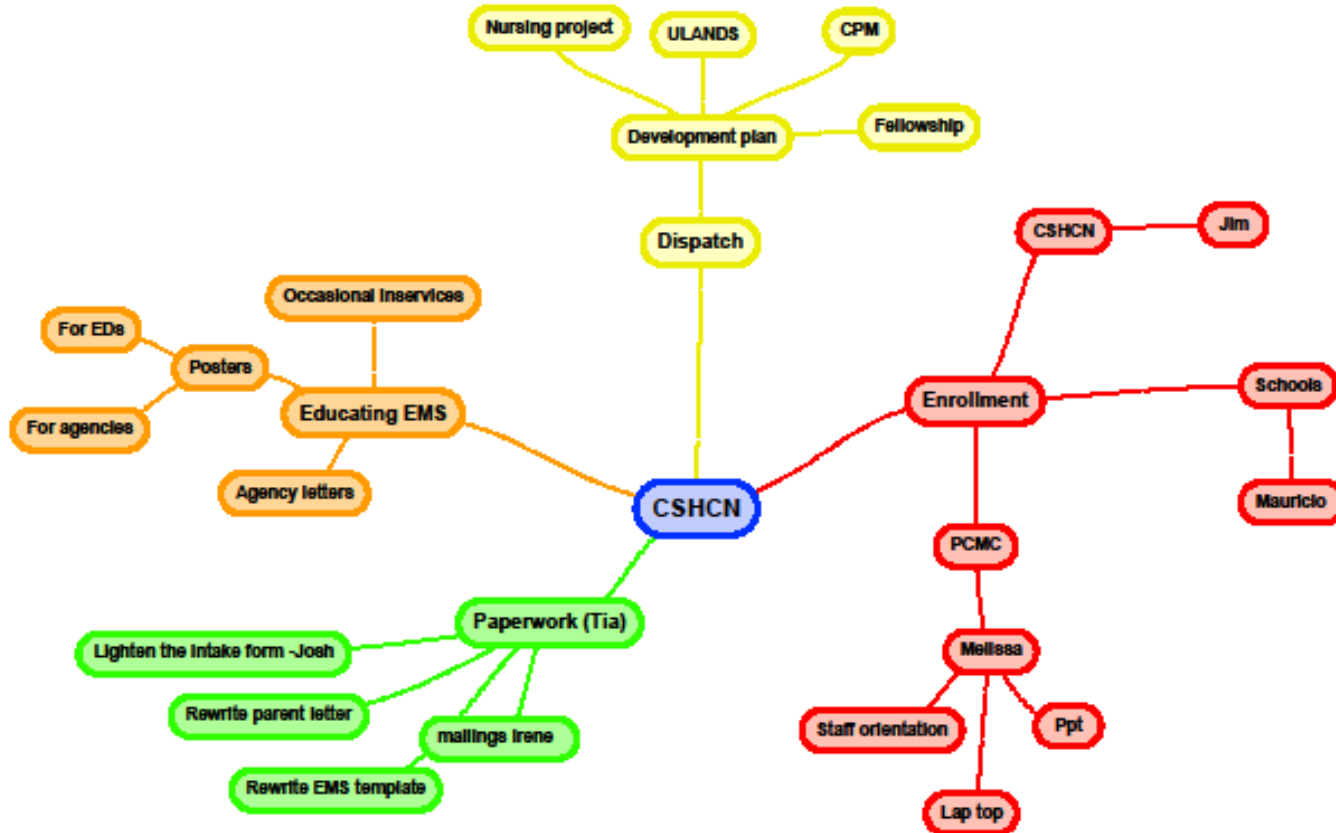 Nursing project
ULANDS
CPM
Development plan
Fellowship
Dispatch
CSHCN
Jim
Occasional inservices
For EDs
Posters
For agencies
Educating EMS
Agency letters
Enrollment
Schools
Mauricio
CSHCN
PCMC
Paperwork (Tia)
Lighten the intake form -Josh
Rewrite parent letter
mailings Irene
Rewrite EMS template
Melissa
Staff orientation
Ppt
Lap top